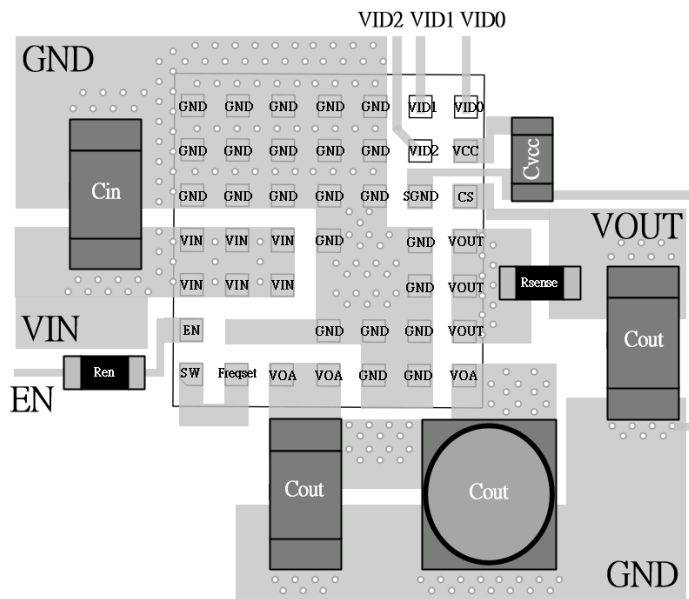 VID2 VID1 VID0
GND
GND GND GND GND GND VID1 VID0
GND GND GND GND GND VID2 VCC
Cvcc
Cin
GND GND GND GND GND SGND CS
VOUT
VIN VIN VIN GND GND VOUT
VIN VIN VIN GND VOUT
Rsense
VIN
EN GND GND GND VOUT
Cout
Ren
SW Freqset VOA VOA GND GND VOA
EN
Cout
Cout
GND